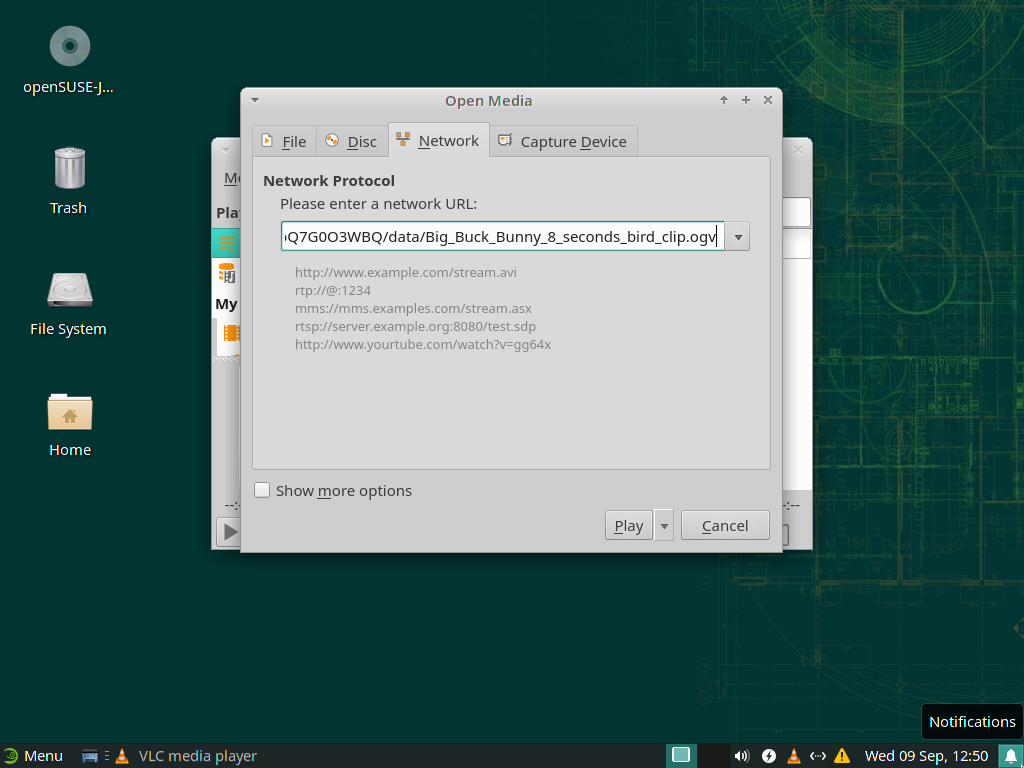 openSUSE-J...
Trash
File System
Home
Open Media
File
Disc
Network
Capture Device
Network Protocol
Please enter a network URL:
Q7G0O3WBQ/data/Big_Buck_Bunny_8_seconds_bird_clip.ogv
http://www.example.com/stream.avi
rtp://@:1234
mms://mms.examples.com/stream.asx
rtsp://server.example.org:8080/test.sdp
http://www.yourtube.com/watch?v=gg64x
Show more options
Play
Cancel
My
Notifications
Menu
VLC media player
Wed 09 Sep, 12:50